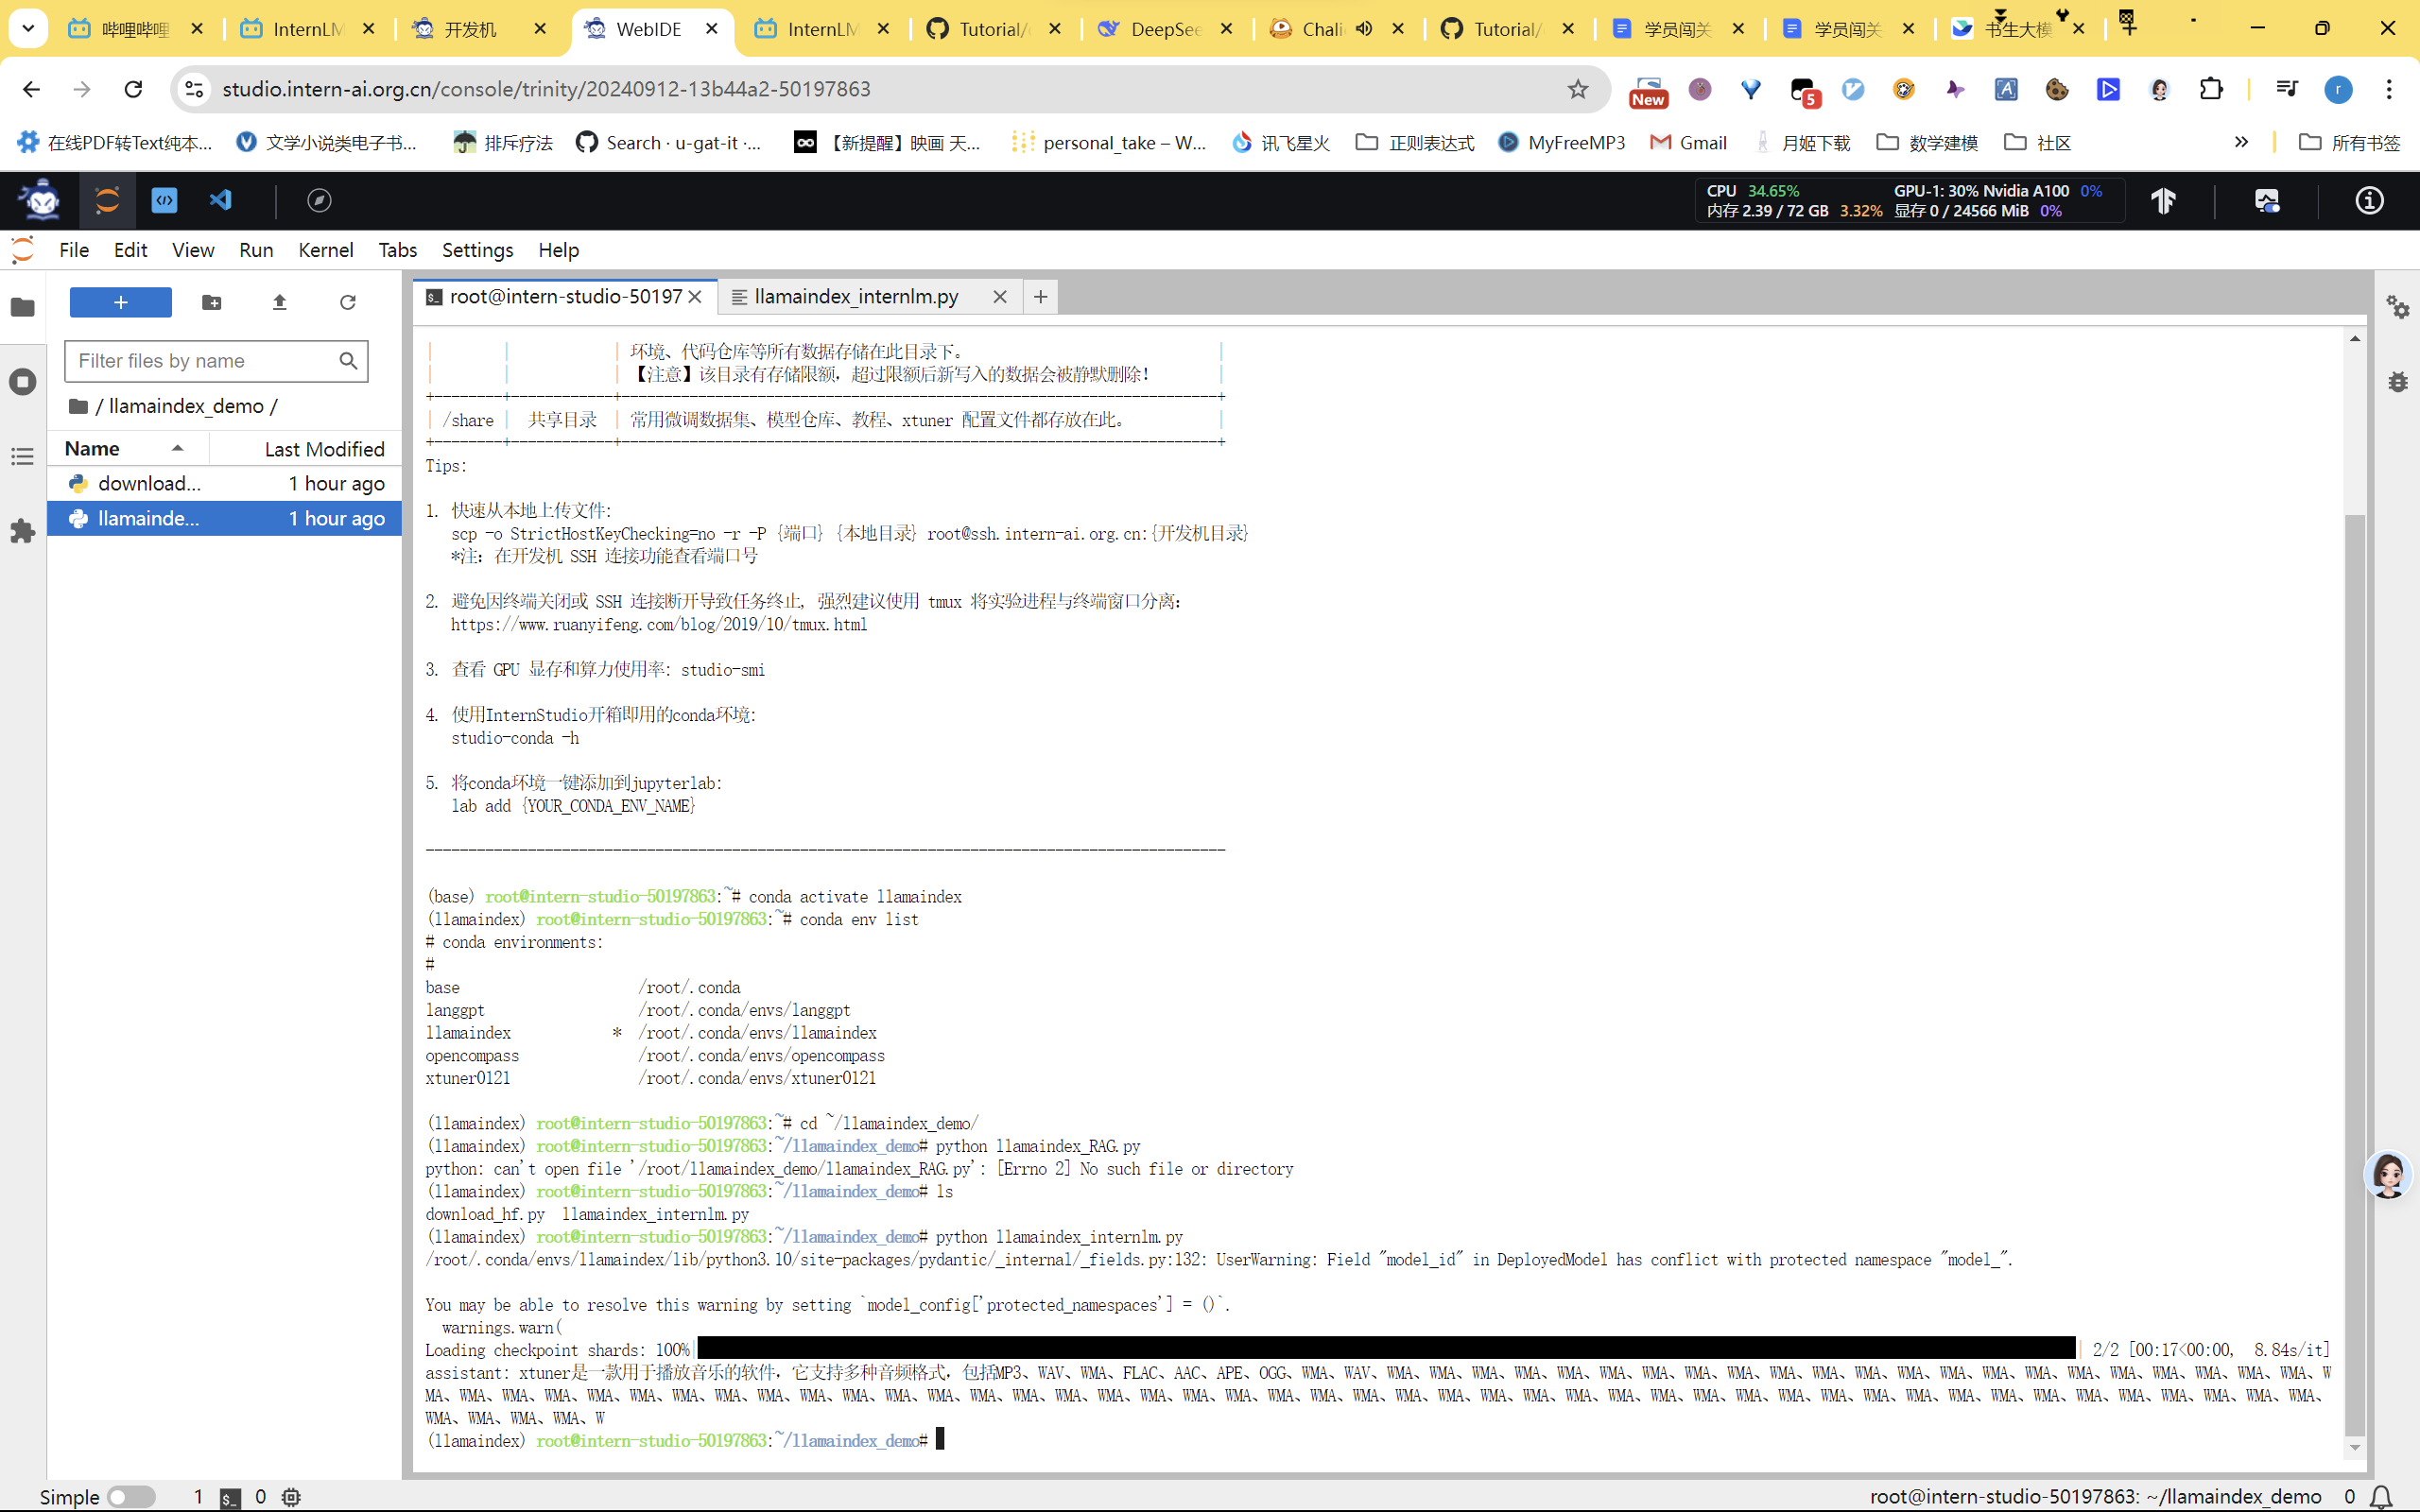 哔哩哔哩
InternLM
开发机
WebIDE
InternLM
Tutorial/
DeepSee
Chali
Tutorial/
学员闯关
学员闯关
书生大模
studio.intern-ai.org.cn/console/trinity/20240912-13b44a2-50197863
New
5
r
在线PDF转Text纯本...
文学小说类电子书...
排斥疗法
Search · u-gat-it ·...
【新提醒】映画 天...
personal_take – W...
讯飞星火
正则表达式
MyFreeMP3
Gmail
月姬下载
数学建模
社区
所有书签
CPU 34.65% GPU-1: 30% Nvidia A100 0%
内存 2.39 / 72 GB 3.32% 显存 0 / 24566 MiB 0%
File Edit View Run Kernel Tabs Settings Help
root@intern-studio-50197
llamaindex_internlm.py
Filter files by name
/ llamaindex_demo /
Name Last Modified
download... 1 hour ago
llamainde... 1 hour ago
| | | 环境、代码仓库等所有数据存储在此目录下。 |
| | | 【注意】该目录有存储限额，超过限额后新写入的数据会被静默删除！ |
| /share | 共享目录 | 常用微调数据集、模型仓库、教程、xtuner 配置文件都存放在此。 |
Tips:
1. 快速从本地上传文件：
scp -o StrictHostKeyChecking=no -r -P {端口} {本地目录} root@ssh.intern-ai.org.cn:{开发机目录}
*注：在开发机 SSH 连接功能查看端口号
2. 避免因终端关闭或 SSH 连接断开导致任务终止, 强烈建议使用 tmux 将实验进程与终端窗口分离：
https://www.ruanyifeng.com/blog/2019/10/tmux.html
3. 查看 GPU 显存和算力使用率: studio-smi
4. 使用InternStudio开箱即用的conda环境：
studio-conda -h
5. 将conda环境一键添加到jupyterlab:
lab add {YOUR_CONDA_ENV_NAME}
(base) root@intern-studio-50197863:~# conda activate llamaindex
(llamaindex) root@intern-studio-50197863:~# conda env list
# conda environments:
#
base /root/.conda
langgpt /root/.conda/envs/langgpt
llamaindex * /root/.conda/envs/llamaindex
opencompass /root/.conda/envs/opencompass
xtuner0121 /root/.conda/envs/xtuner0121
(llamaindex) root@intern-studio-50197863:~# cd ~/llamaindex_demo/
(llamaindex) root@intern-studio-50197863:~/llamaindex_demo# python llamaindex_RAG.py
python: can't open file '/root/llamaindex_demo/llamaindex_RAG.py': [Errno 2] No such file or directory
(llamaindex) root@intern-studio-50197863:~/llamaindex_demo# ls
download_hf.py llamaindex_internlm.py
(llamaindex) root@intern-studio-50197863:~/llamaindex_demo# python llamaindex_internlm.py
/root/.conda/envs/llamaindex/lib/python3.10/site-packages/pydantic/_internal/_fields.py:132: UserWarning: Field "model_id" in DeployedModel has conflict with protected namespace "model_".
You may be able to resolve this warning by setting `model_config['protected_namespaces'] = ()`.
warnings.warn(
Loading checkpoint shards: 100%| | 2/2 [00:17<00:00, 8.84s/it]
assistant: xtuner是一款用于播放音乐的软件，它支持多种音频格式，包括MP3、WAV、WMA、FLAC、AAC、APE、OGG、WMA、WAV、WMA、WMA、WMA、WMA、WMA、WMA、WMA、WMA、WMA、WMA、WMA、WMA、WMA、WMA、WMA、WMA、WMA、WMA、WMA、WMA、WMA、W
MA、WMA、WMA、WMA、WMA、WMA、WMA、WMA、WMA、WMA、WMA、WMA、WMA、WMA、WMA、WMA、WMA、WMA、WMA、WMA、WMA、WMA、WMA、WMA、WMA、WMA、WMA、WMA、WMA、WMA、WMA、WMA、WMA、WMA、WMA、WMA、WMA、WMA、WMA、WMA、WMA、WMA、WMA、WMA、WMA、
WMA、WMA、WMA、WMA、W
(llamaindex) root@intern-studio-50197863:~/llamaindex_demo#
Simple 1 0 root@intern-studio-50197863: ~/llamaindex_demo 0